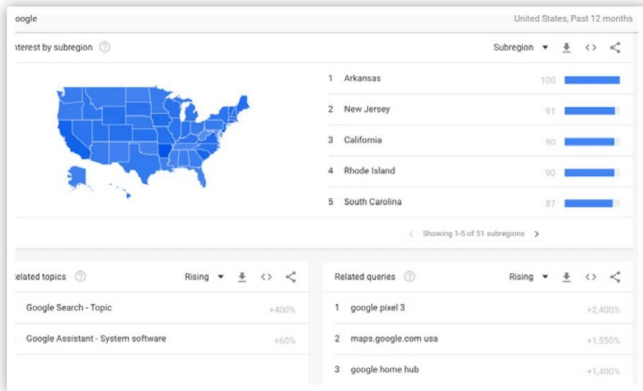 oogle
United States, Past 12 months
nterest by subregion
Subregion
1 Arkansas 100
2 New Jersey 91
3 California 90
4 Rhode Island 90
5 South Carolina 87
Showing 1-5 of 51 subregions
elated topics
Rising
Google Search - Topic +400%
Google Assistant - System software +60%
Related queries
Rising
1 google pixel 3 +2,400%
2 maps.google.com usa +1,550%
3 google home hub +1,400%